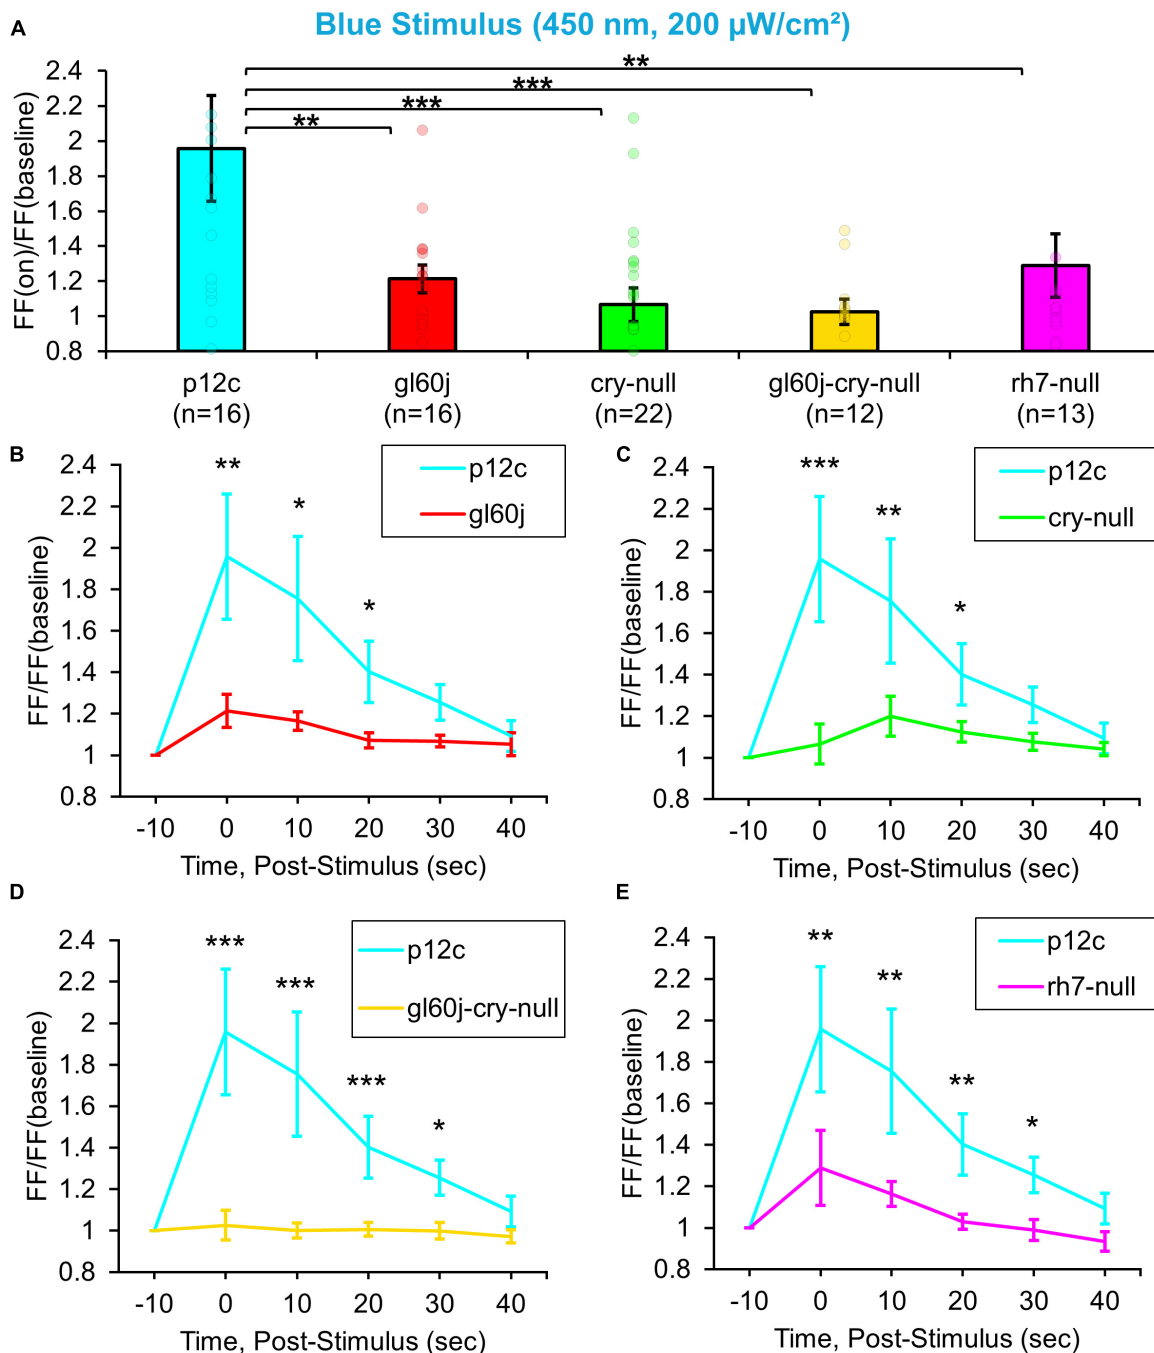 A
Blue Stimulus (450 nm, 200 µW/cm²)
FF(on)/FF(baseline)
2.4
2.2
2
1.8
1.6
1.4
1.2
1
0.8
**
***
***
**
p12c
(n=16)
gl60j
(n=16)
cry-null
(n=22)
gl60j-cry-null
(n=12)
rh7-null
(n=13)
B
FF/FF(baseline)
2.4
2.2
2
1.8
1.6
1.4
1.2
1
0.8
**
*
*
p12c
gl60j
-10 0 10 20 30 40
Time, Post-Stimulus (sec)
C
FF/FF(baseline)
2.4
2.2
2
1.8
1.6
1.4
1.2
1
0.8
***
**
*
p12c
cry-null
-10 0 10 20 30 40
Time, Post-Stimulus (sec)
D
FF/FF(baseline)
2.4
2.2
2
1.8
1.6
1.4
1.2
1
0.8
***
***
***
*
p12c
gl60j-cry-null
-10 0 10 20 30 40
Time, Post-Stimulus (sec)
E
FF/FF(baseline)
2.4
2.2
2
1.8
1.6
1.4
1.2
1
0.8
**
**
**
*
p12c
rh7-null
-10 0 10 20 30 40
Time, Post-Stimulus (sec)